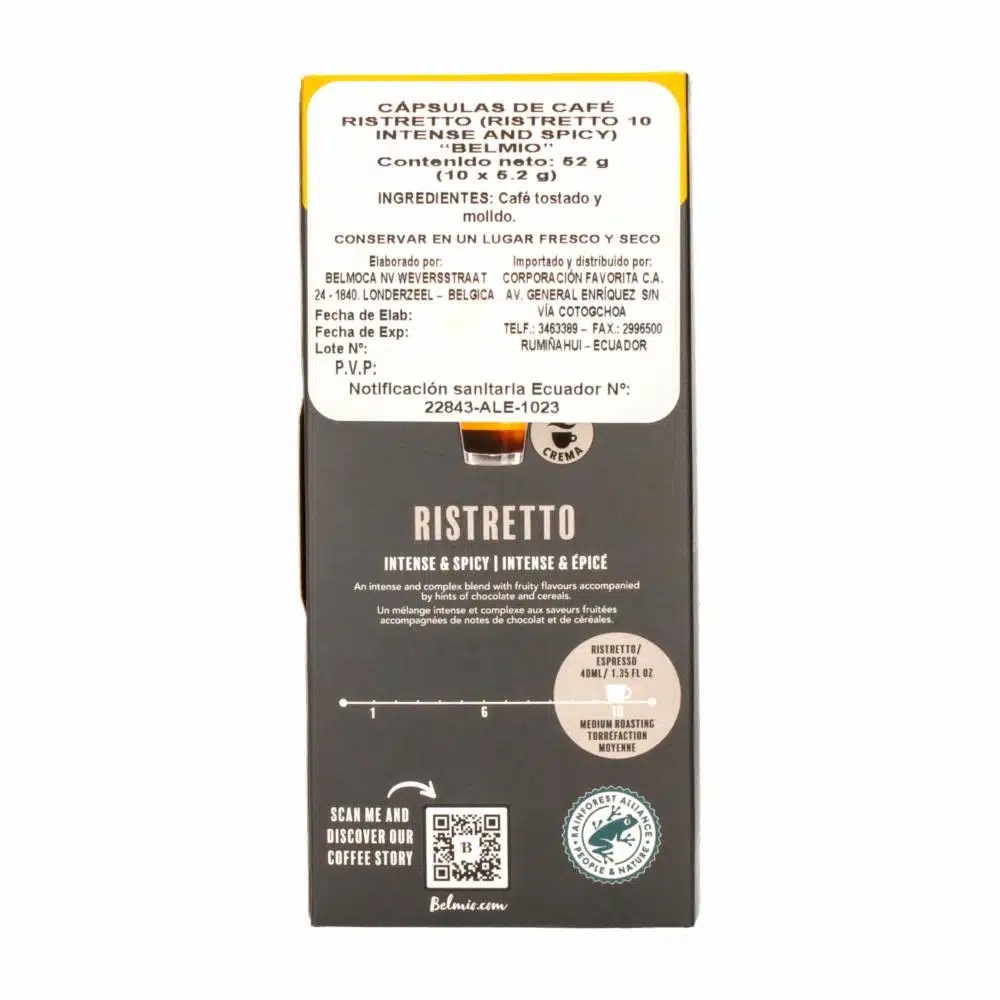 CÁPSULAS DE CAFÉ
RISTRETTO (RISTRETTO 10
INTENSE AND SPICY)
“BELMIO”
Contenido neto: 52 g
(10 x 5.2 g)
INGREDIENTES: Café tostado y
molido.
CONSERVAR EN UN LUGAR FRESCO Y SECO
Elaborado por:
BELMOCA NV WEVERSSTRAAT
24 - 1840. LONDERZEEL – BELGICA
Importado y distribuido por:
CORPORACIÓN FAVORITA C.A.
AV. GENERAL ENRÍQUEZ S/N
VÍA COTOGCHOA
TELF.: 3463389 – FAX.: 2996500
RUMIÑAHUI – ECUADOR
Fecha de Elab:
Fecha de Exp:
Lote Nº:
P.V.P:
Notificación sanitaria Ecuador Nº:
22843-ALE-1023
CREMA
RISTRETTO
INTENSE & SPICY | INTENSE & ÉPICÉ
An intense and complex blend with fruity flavours accompanied
by hints of chocolate and cereals.
Un mélange intense et complexe aux saveurs fruitées
accompagnées de notes de chocolat et de céréales.
RISTRETTO/
ESPRESSO
40ML/ 1.35 FL OZ
1 6 10
MEDIUM ROASTING
TORRÉFACTION
MOYENNE
SCAN ME AND
DISCOVER OUR
COFFEE STORY
B
Belmio.com
RAINFOREST ALLIANCE
PEOPLE & NATURE